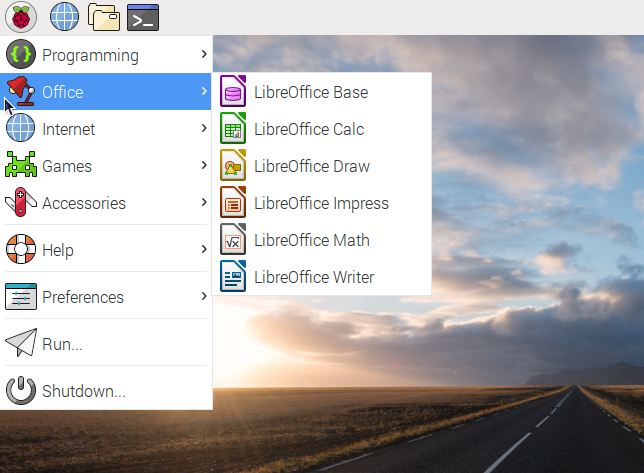 Programming
Office
Internet
Games
Accessories
Help
Preferences
Run...
Shutdown...
LibreOffice Base
LibreOffice Calc
LibreOffice Draw
LibreOffice Impress
LibreOffice Math
LibreOffice Writer